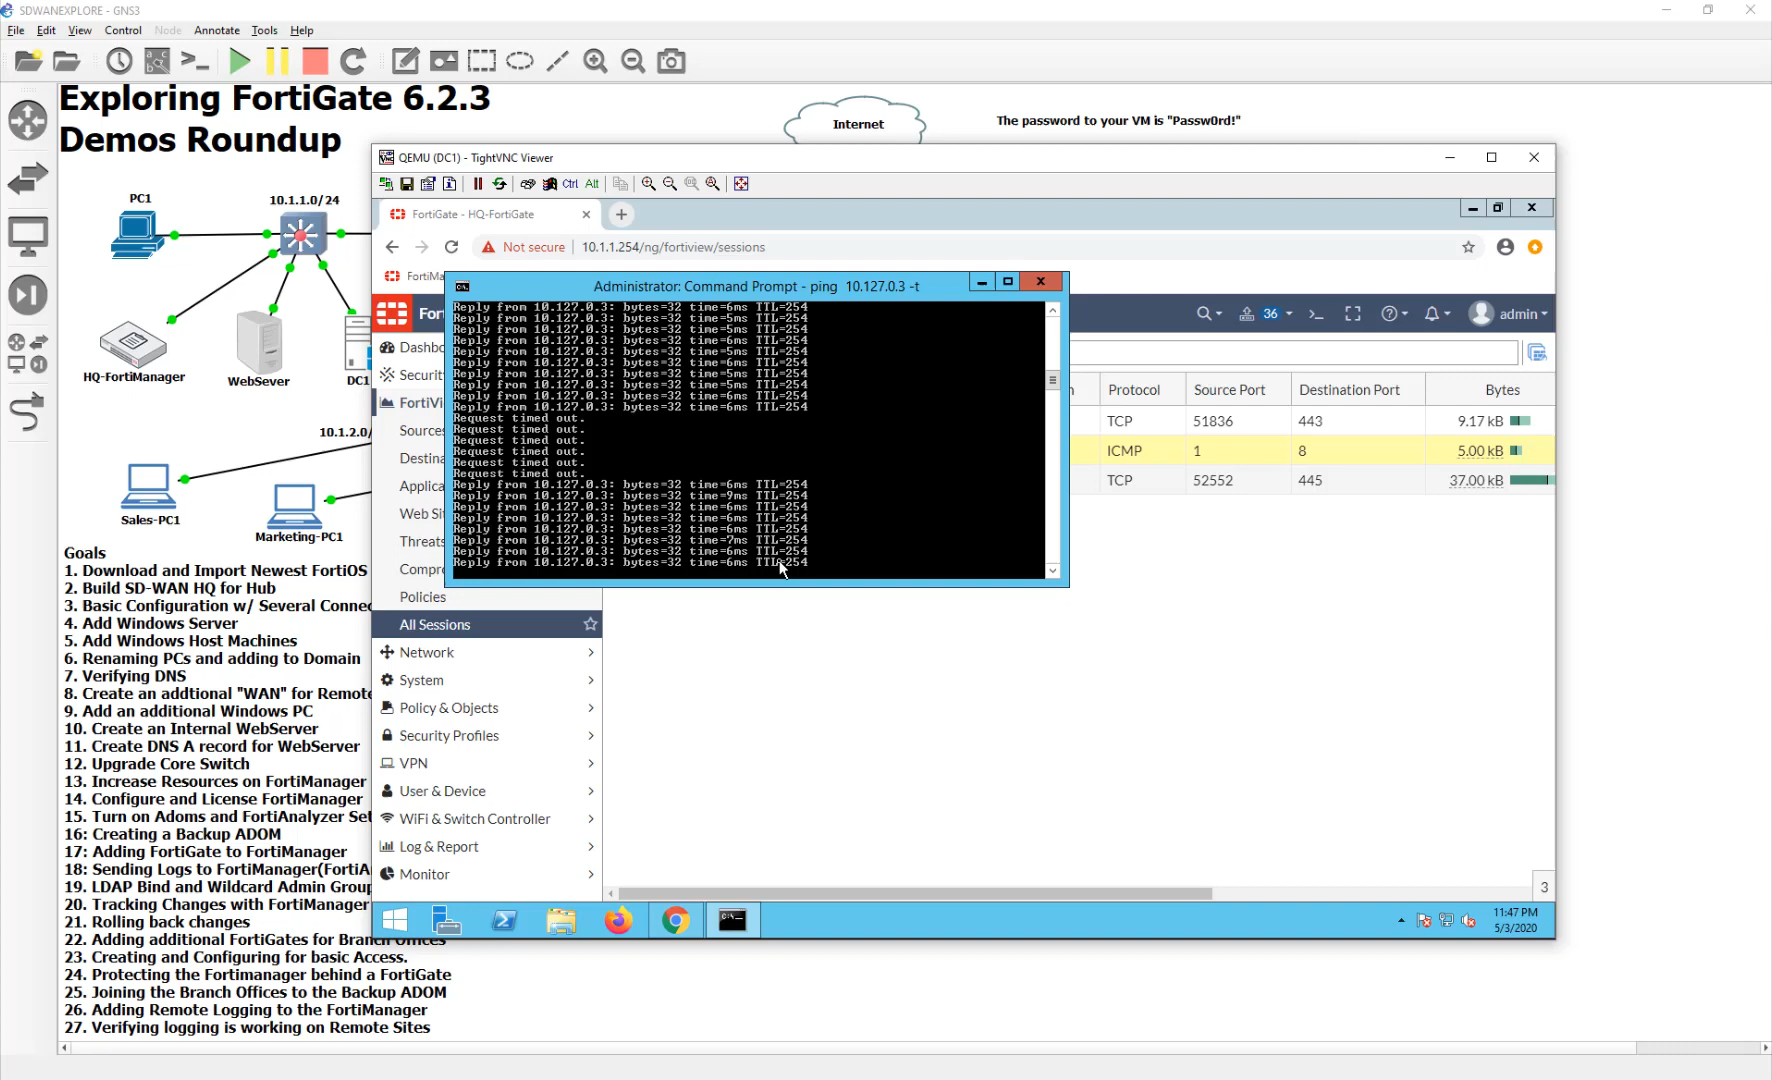 SDWANEXPLORE - GNS3
File Edit View Control Node Annotate Tools Help
Exploring FortiGate 6.2.3
Demos Roundup
Internet
The password to your VM is "Passw0rd!"
PC1
10.1.1.0/24
HQ-FortiManager
WebSever
DC1
10.1.2.0/
Sales-PC1
Marketing-PC1
Goals
1. Download and Import Newest FortiOS
2. Build SD-WAN HQ for Hub
3. Basic Configuration w/ Several Connec
4. Add Windows Server
5. Add Windows Host Machines
6. Renaming PCs and adding to Domain
7. Verifying DNS
8. Create an addtional "WAN" for Remote
9. Add an additional Windows PC
10. Create an Internal WebServer
11. Create DNS A record for WebServer
12. Upgrade Core Switch
13. Increase Resources on FortiManager
14. Configure and License FortiManager
15. Turn on Adoms and FortiAnalyzer Set
16: Creating a Backup ADOM
17: Adding FortiGate to FortiManager
18: Sending Logs to FortiManager(FortiA
19. LDAP Bind and Wildcard Admin Group
20. Tracking Changes with FortiManager
21. Rolling back changes
22. Adding additional FortiGates for Branch Offices
23. Creating and Configuring for basic Access.
24. Protecting the Fortimanager behind a FortiGate
25. Joining the Branch Offices to the Backup ADOM
26. Adding Remote Logging to the FortiManager
27. Verifying logging is working on Remote Sites
QEMU (DC1) - TightVNC Viewer
Ctrl Alt
FortiGate - HQ-FortiGate
Not secure 10.1.1.254/ng/fortiview/sessions
FortiMa
For
36
admin
Dashbo
Securit
FortiVi
Sources
Destina
Applica
Web Sit
Threats
Compro
Policies
All Sessions
Network
System
Policy & Objects
Security Profiles
VPN
User & Device
WiFi & Switch Controller
Log & Report
Monitor
Administrator: Command Prompt - ping 10.127.0.3 -t
Reply from 10.127.0.3: bytes=32 time=6ms TTL=254
Reply from 10.127.0.3: bytes=32 time=5ms TTL=254
Reply from 10.127.0.3: bytes=32 time=5ms TTL=254
Reply from 10.127.0.3: bytes=32 time=6ms TTL=254
Reply from 10.127.0.3: bytes=32 time=5ms TTL=254
Reply from 10.127.0.3: bytes=32 time=6ms TTL=254
Reply from 10.127.0.3: bytes=32 time=5ms TTL=254
Reply from 10.127.0.3: bytes=32 time=5ms TTL=254
Reply from 10.127.0.3: bytes=32 time=6ms TTL=254
Reply from 10.127.0.3: bytes=32 time=6ms TTL=254
Request timed out.
Request timed out.
Request timed out.
Request timed out.
Request timed out.
Request timed out.
Reply from 10.127.0.3: bytes=32 time=6ms TTL=254
Reply from 10.127.0.3: bytes=32 time=9ms TTL=254
Reply from 10.127.0.3: bytes=32 time=6ms TTL=254
Reply from 10.127.0.3: bytes=32 time=6ms TTL=254
Reply from 10.127.0.3: bytes=32 time=6ms TTL=254
Reply from 10.127.0.3: bytes=32 time=7ms TTL=254
Reply from 10.127.0.3: bytes=32 time=6ms TTL=254
Reply from 10.127.0.3: bytes=32 time=6ms TTL=254
n Protocol Source Port Destination Port Bytes
TCP 51836 443 9.17 kB
ICMP 1 8 5.00 kB
TCP 52552 445 37.00 kB
3
11:47 PM
5/3/2020